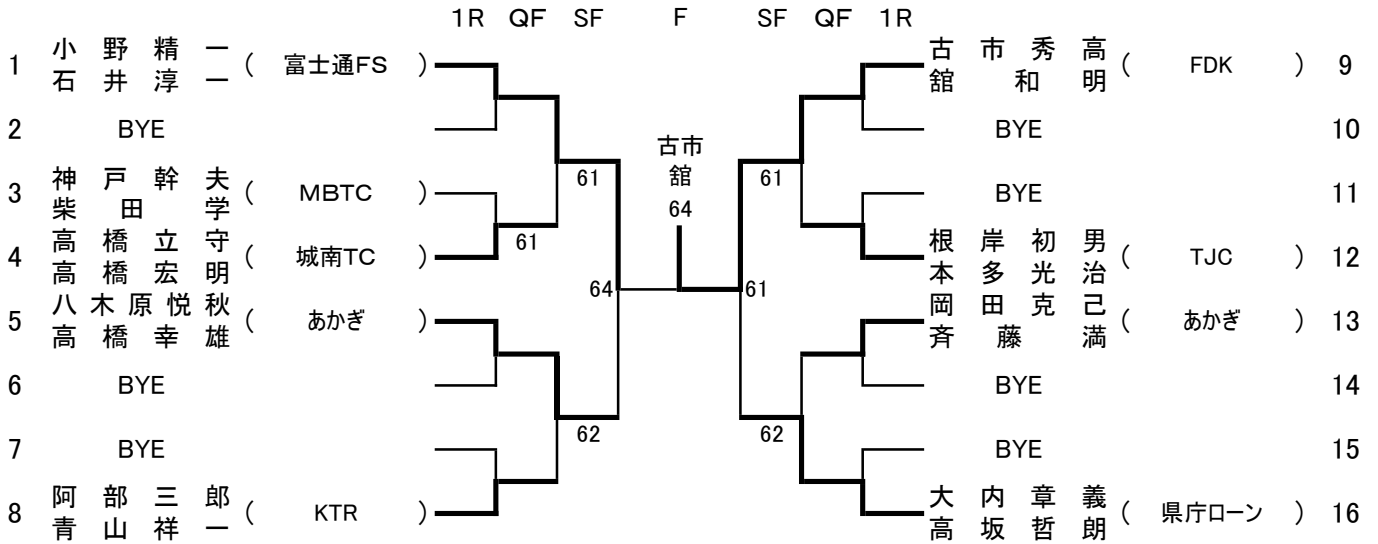 1R QF SF F SF QF 1R
1 小野精一 ( 富士通FS )
石井淳一
2 BYE
3 神戸幹夫 ( MBTC )
柴田学
61
4 高橋立守 ( 城南TC )
高橋宏明
61
64
5 八木原悦秋 ( あかぎ )
高橋幸雄
6 BYE
62
7 BYE
8 阿部三郎 ( KTR )
青山祥一
古市
舘
64
古市秀高 ( FDK ) 9
舘和明
BYE 10
61
BYE 11
根岸初男 ( TJC ) 12
本多光治
61
岡田克己 ( あかぎ ) 13
斉藤満
BYE 14
62
BYE 15
大内章義 ( 県庁ローン ) 16
高坂哲朗